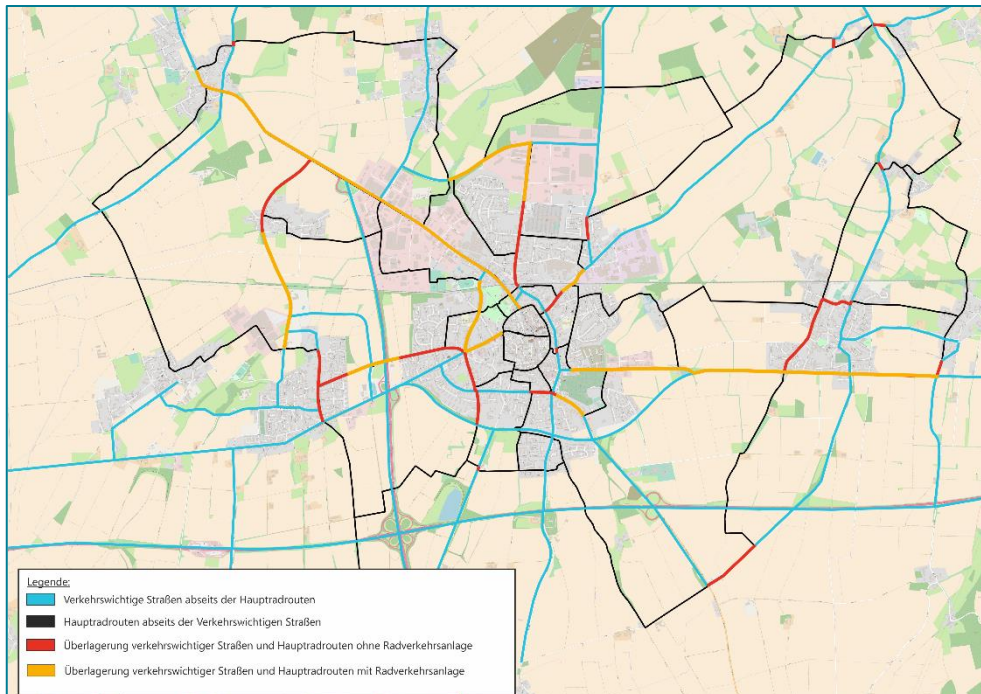 Legende:
Verkehrswichtige Straßen abseits der Hauptradrouten
Hauptradrouten abseits der Verkehrswichtigen Straßen
Überlagerung verkehrswichtiger Straßen und Hauptradrouten ohne Radverkehrsanlage
Überlagerung verkehrswichtiger Straßen und Hauptradrouten mit Radverkehrsanlage